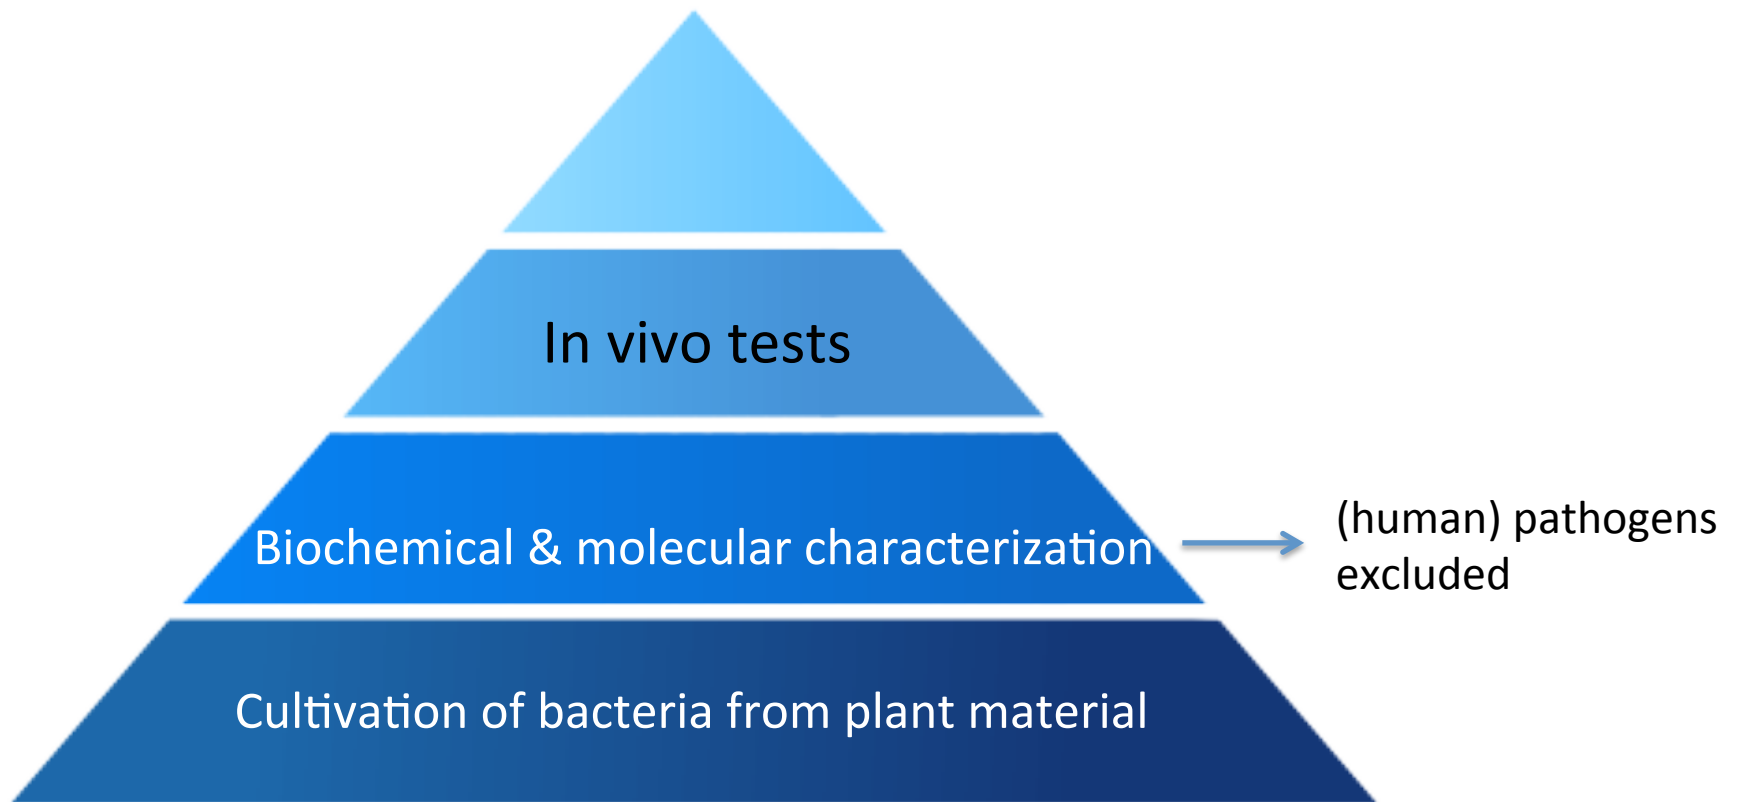 In vivo tests
Biochemical & molecular characterization
(human) pathogens
excluded
Cultivation of bacteria from plant material